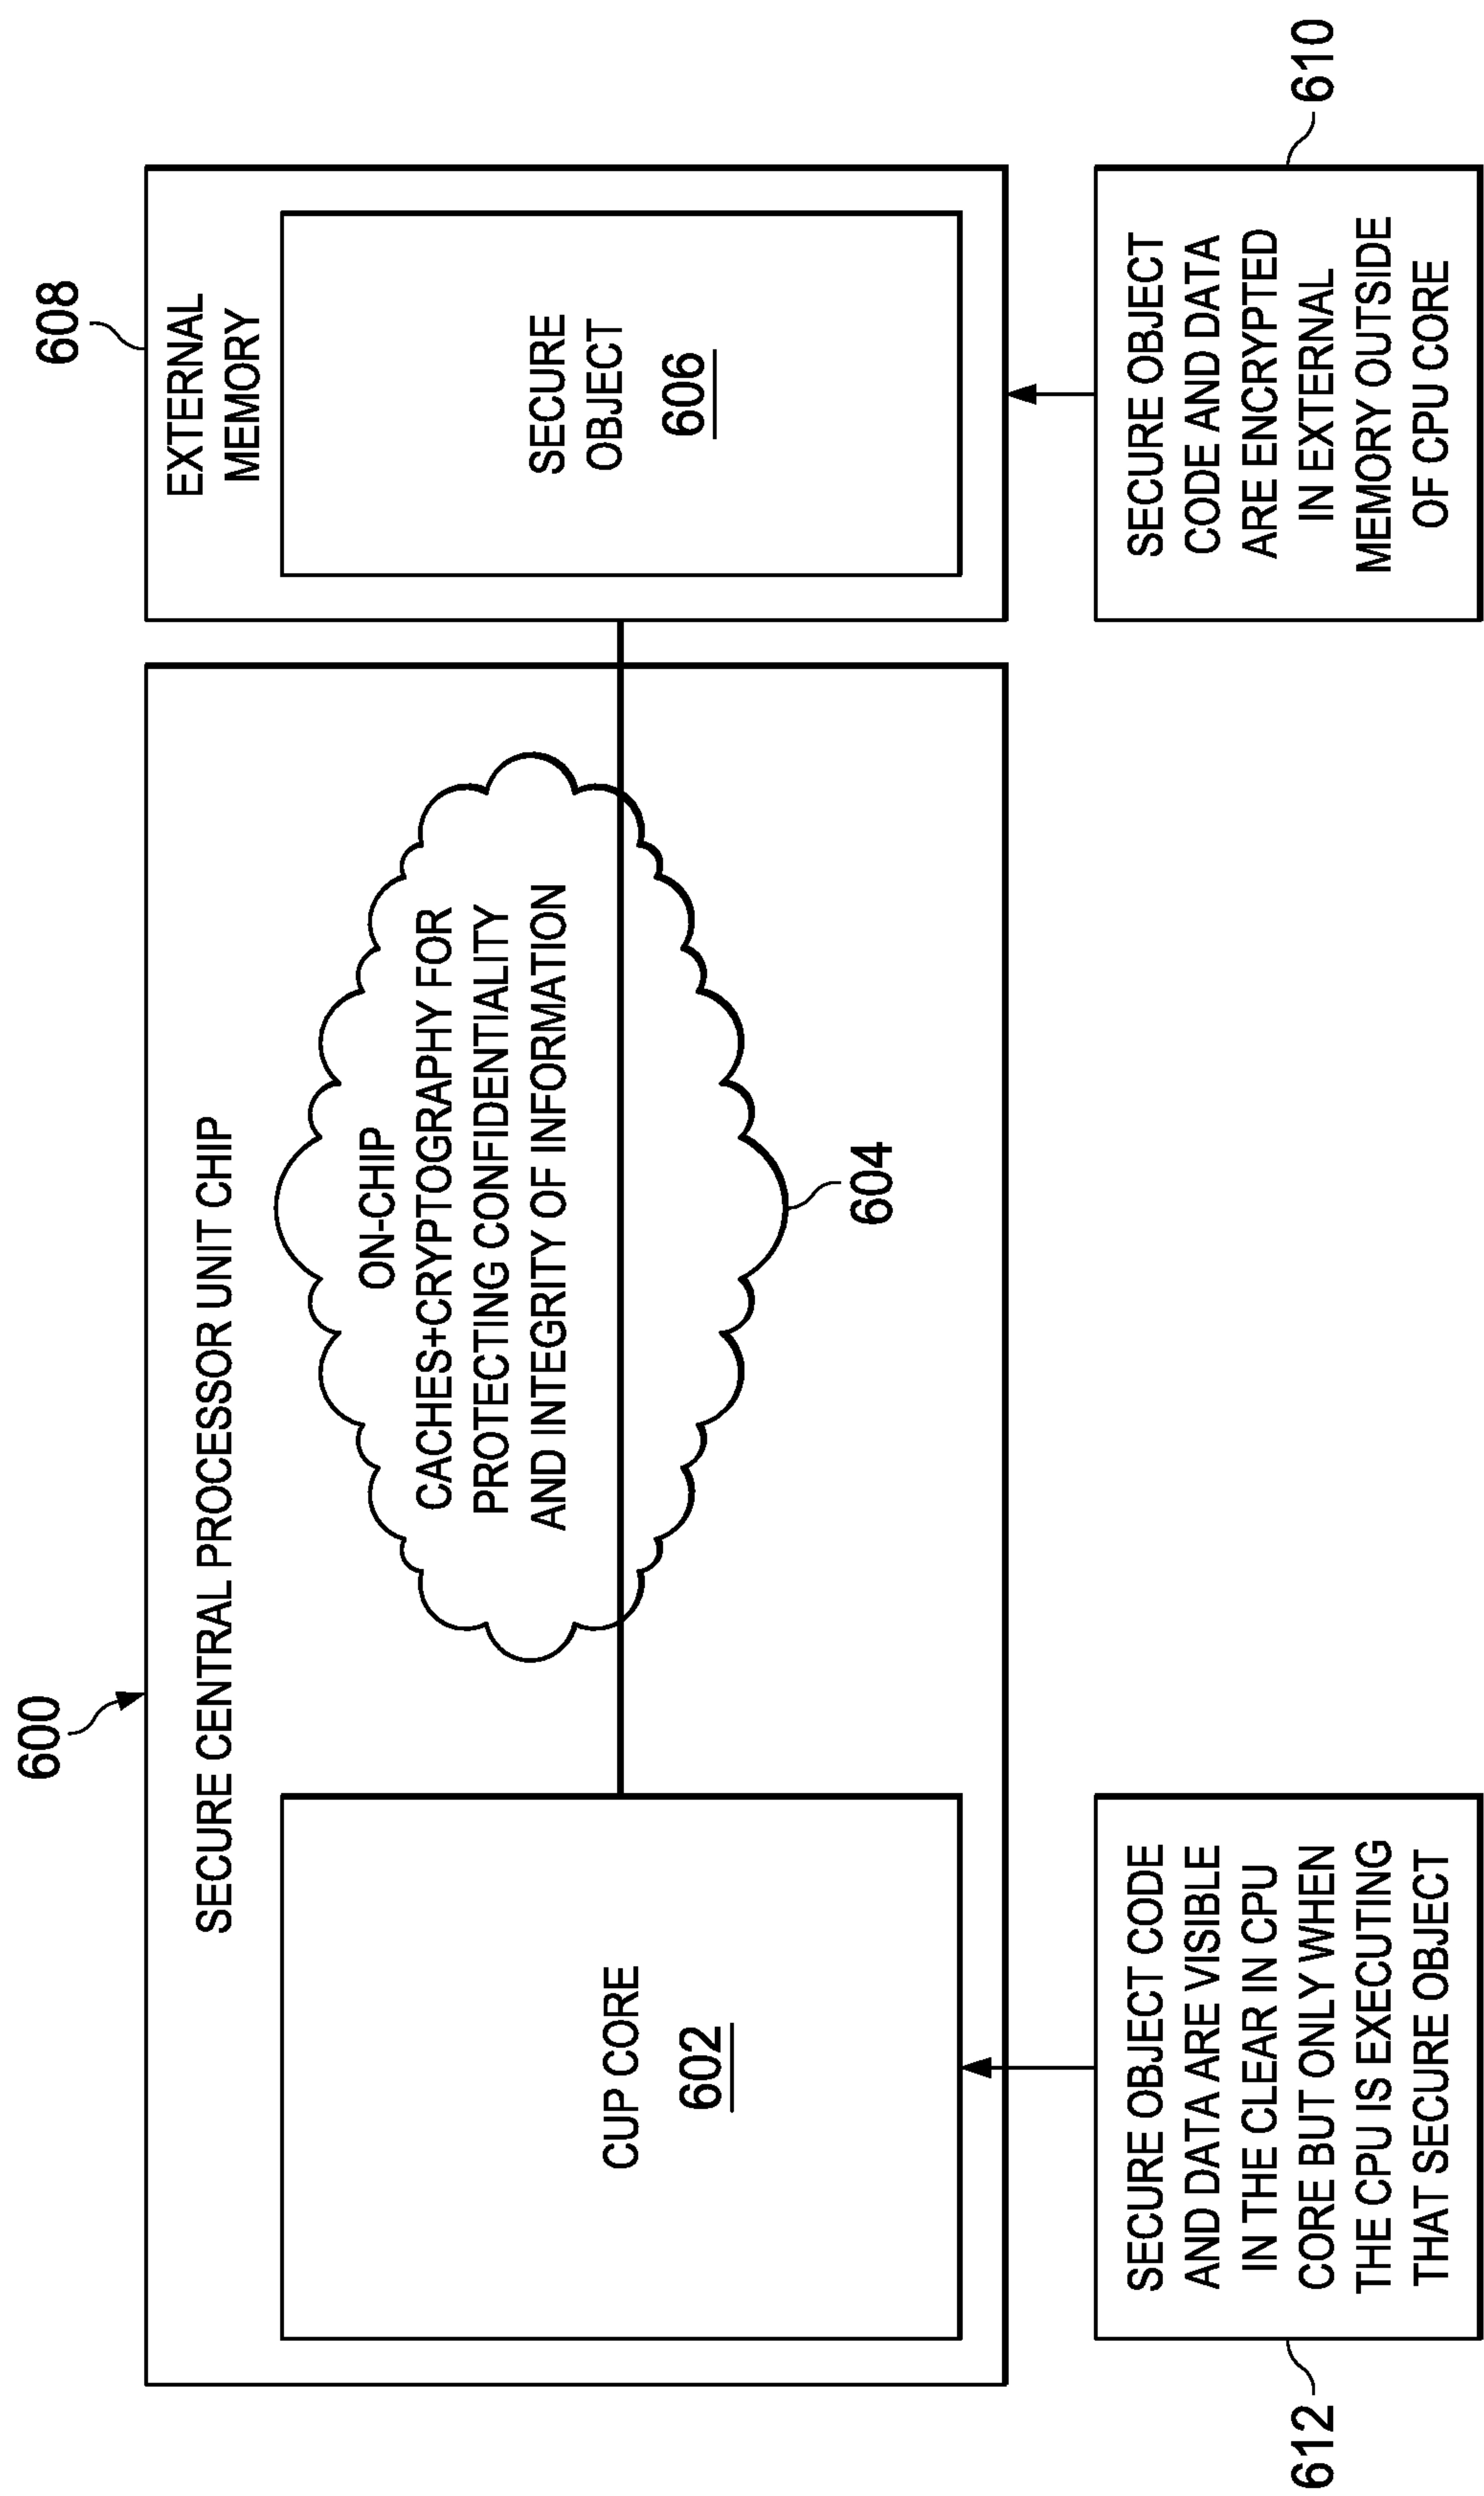 600
608
SECURE CENTRAL PROCESSOR UNIT CHIP
EXTERNAL
MEMORY
CUP CORE
602
ON-CHIP
CACHES+CRYPTOGRAPHY FOR
PROTECTING CONFIDENTIALITY
AND INTEGRITY OF INFORMATION
604
SECURE
OBJECT
606
612
SECURE OBJECT CODE
AND DATA ARE VISIBLE
IN THE CLEAR IN CPU
CORE BUT ONLY WHEN
THE CPU IS EXECUTING
THAT SECURE OBJECT
SECURE OBJECT
CODE AND DATA
ARE ENCRYPTED
IN EXTERNAL
MEMORY OUTSIDE
OF CPU CORE
610